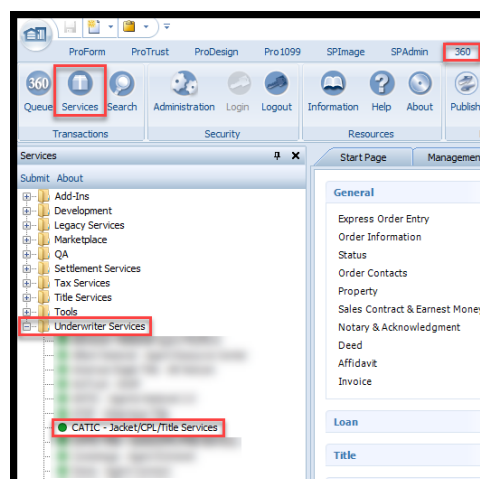 ProForm ProTrust ProDesign Pro1099 SPImage SPAdmin 360
360
Queue Services Search Administration Login Logout Information Help About Publish
Transactions Security Resources
Services
Submit About
Add-Ins
Development
Legacy Services
Marketplace
QA
Settlement Services
Tax Services
Title Services
Tools
Underwriter Services
CATIC - Jacket/CPL/Title Services
Start Page Managemen
General
Express Order Entry
Order Information
Status
Order Contacts
Property
Sales Contract & Earnest Money
Notary & Acknowledgment
Deed
Affidavit
Invoice
Loan
Title